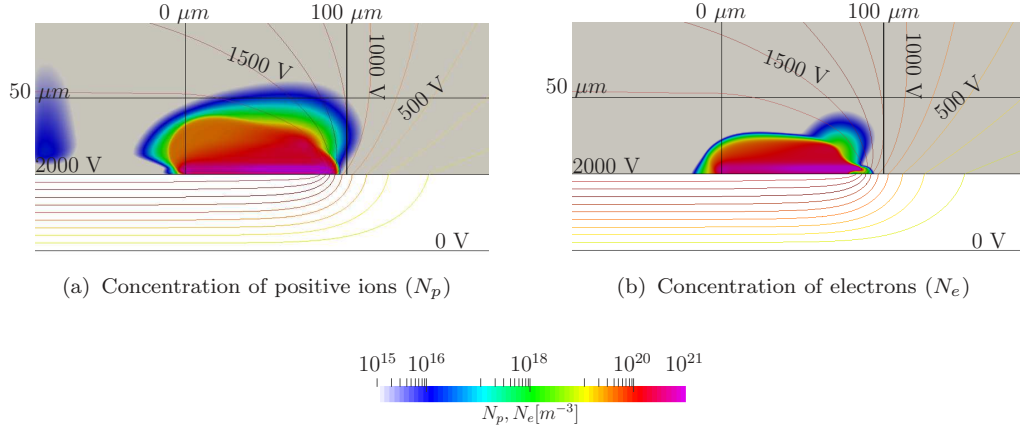 0 μm 100 μm
1500 V
1000 V
500 V
50 μm
2000 V
0 V
(a) Concentration of positive ions (N_p)
0 μm 100 μm
1500 V
1000 V
500 V
50 μm
2000 V
0 V
(b) Concentration of electrons (N_e)
10^15 10^16 10^18 10^20 10^21
N_p, N_e[m^−3]